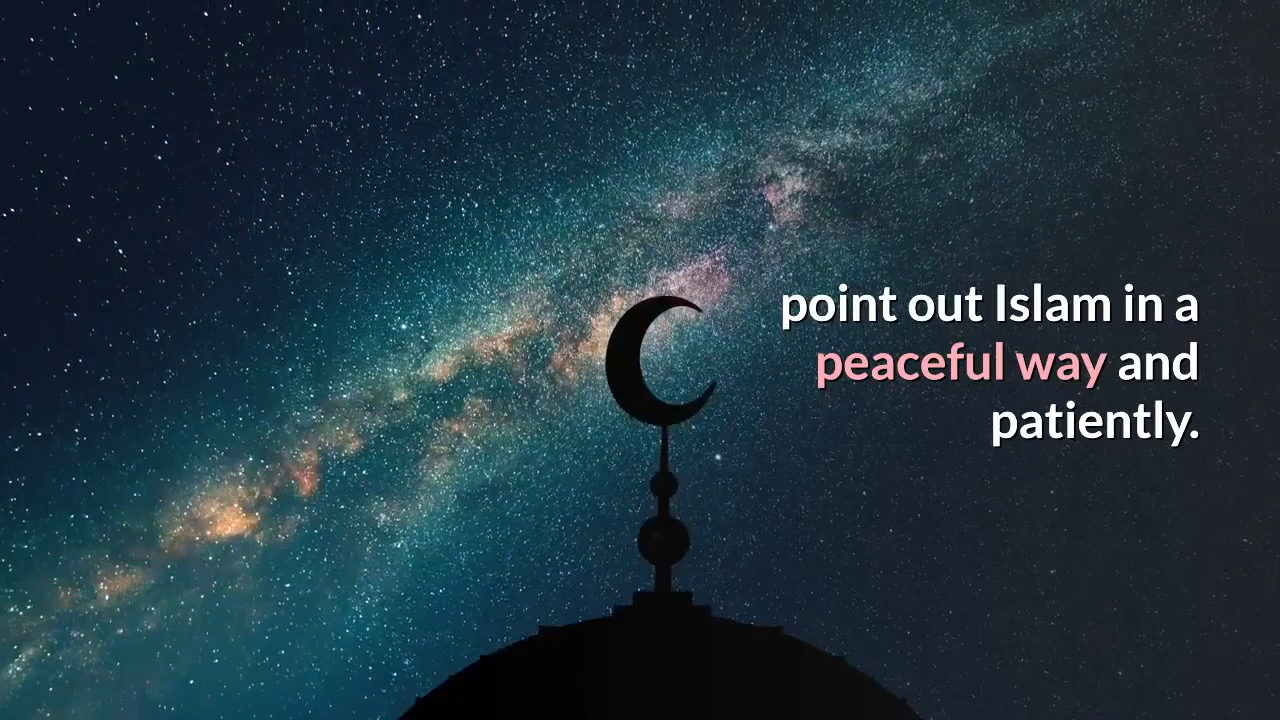 point out Islam in a
peaceful way and
patiently.